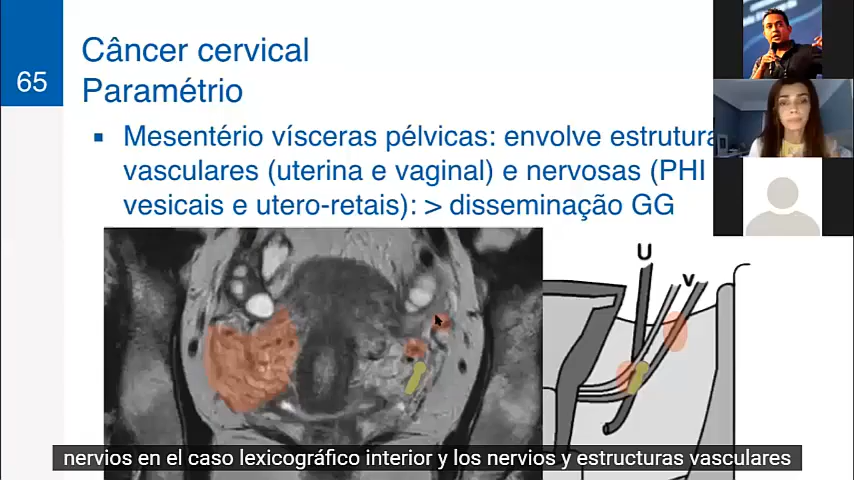 65
Câncer cervical
Paramétrio
Mesentério vísceras pélvicas: envolve estrutura
vasculares (uterina e vaginal) e nervosas (PHI
vesicais e utero-retais): > disseminação GG
U
V
nervios en el caso lexicográfico interior y los nervios y estructuras vasculares